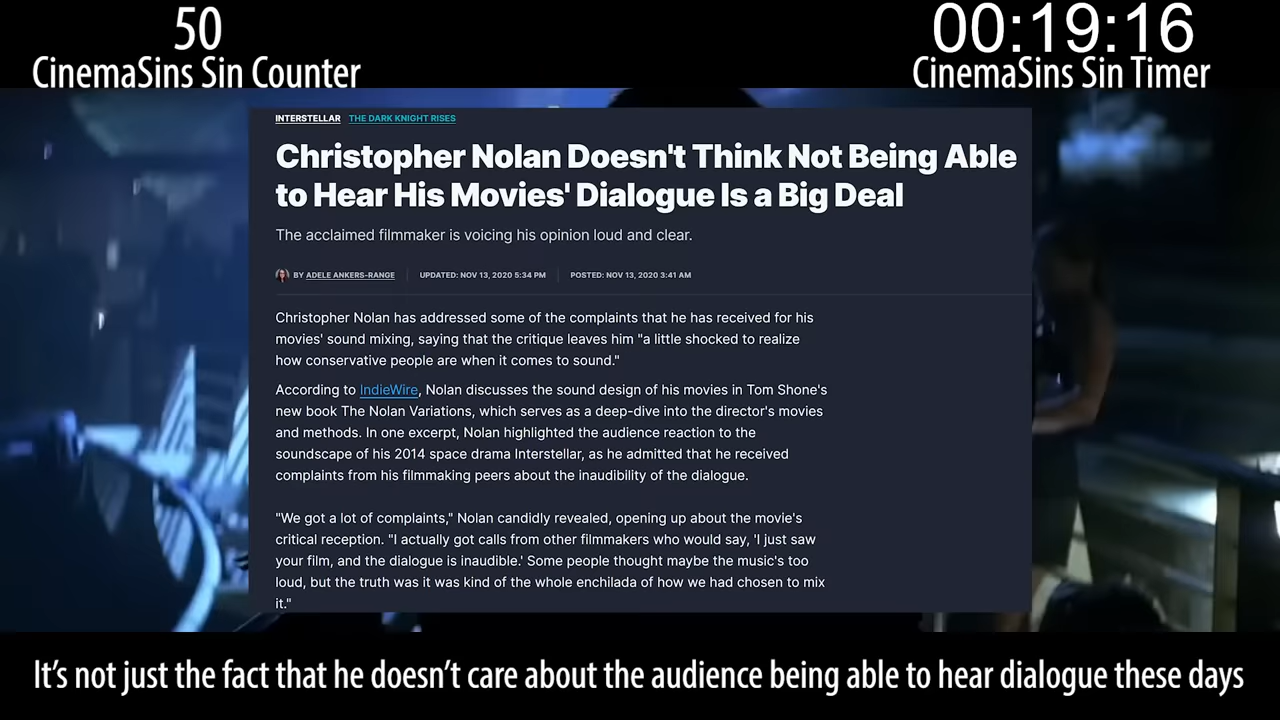 50
CinemaSins Sin Counter
00:19:16
CinemaSins Sin Timer
INTERSTELLAR THE DARK KNIGHT RISES
Christopher Nolan Doesn't Think Not Being Able
to Hear His Movies' Dialogue Is a Big Deal
The acclaimed filmmaker is voicing his opinion loud and clear.
BY ADELE ANKERS-RANGE UPDATED: NOV 13, 2020 5:34 PM POSTED: NOV 13, 2020 3:41 AM
Christopher Nolan has addressed some of the complaints that he has received for his
movies' sound mixing, saying that the critique leaves him "a little shocked to realize
how conservative people are when it comes to sound."
According to IndieWire, Nolan discusses the sound design of his movies in Tom Shone's
new book The Nolan Variations, which serves as a deep-dive into the director's movies
and methods. In one excerpt, Nolan highlighted the audience reaction to the
soundscape of his 2014 space drama Interstellar, as he admitted that he received
complaints from his filmmaking peers about the inaudibility of the dialogue.
"We got a lot of complaints," Nolan candidly revealed, opening up about the movie's
critical reception. "I actually got calls from other filmmakers who would say, 'I just saw
your film, and the dialogue is inaudible.' Some people thought maybe the music's too
loud, but the truth was it was kind of the whole enchilada of how we had chosen to mix
it."
It's not just the fact that he doesn't care about the audience being able to hear dialogue these days